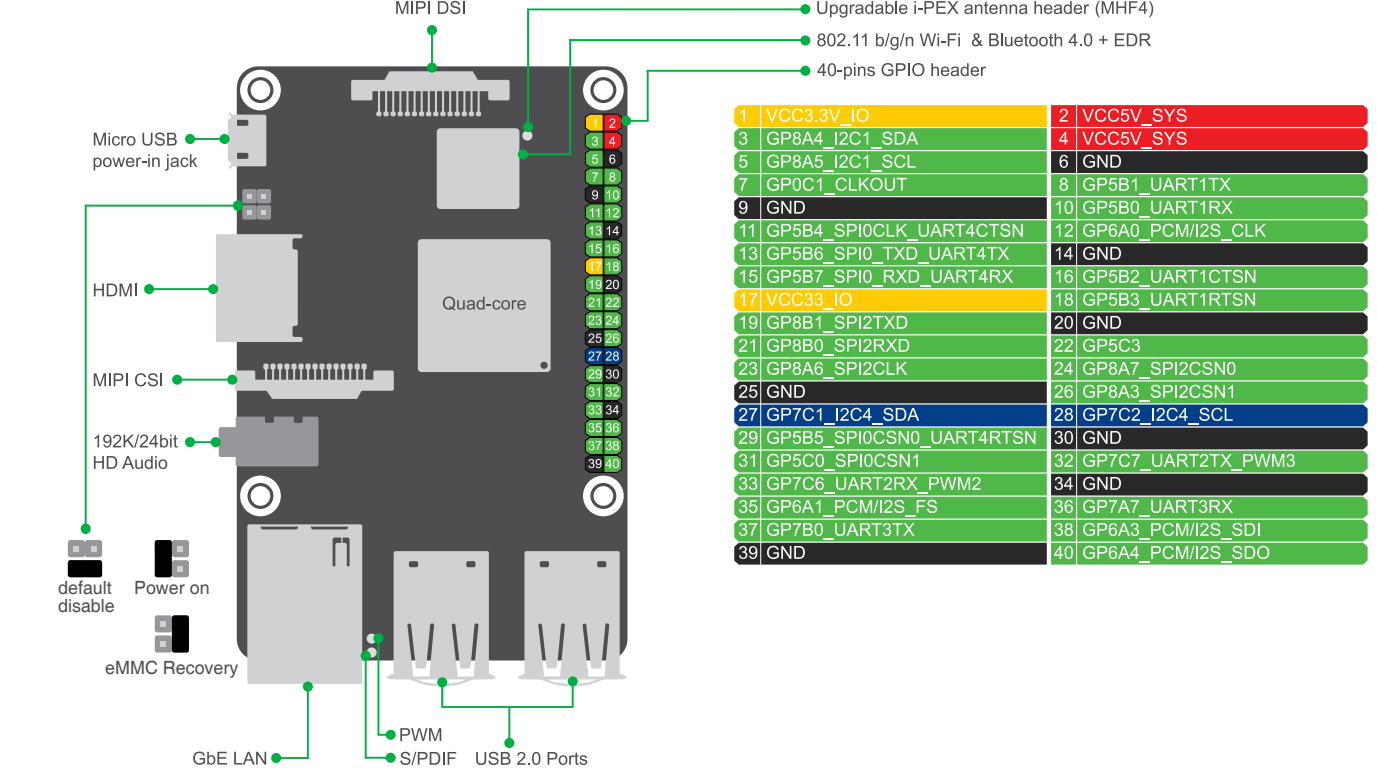 MIPI DSI
Upgradable i-PEX antenna header (MHF4)
802.11 b/g/n Wi-Fi & Bluetooth 4.0 + EDR
40-pins GPIO header
Micro USB
power-in jack
HDMI
MIPI CSI
192K/24bit
HD Audio
Quad-core
1 2
3 4
5 6
7 8
9 10
11 12
13 14
15 16
17 18
19 20
21 22
23 24
25 26
27 28
29 30
31 32
33 34
35 36
37 38
39 40
default
disable
Power on
eMMC Recovery
GbE LAN
PWM
S/PDIF
USB 2.0 Ports
1 VCC3.3V_IO 2 VCC5V_SYS
3 GP8A4_I2C1_SDA 4 VCC5V_SYS
5 GP8A5_I2C1_SCL 6 GND
7 GP0C1_CLKOUT 8 GP5B1_UART1TX
9 GND 10 GP5B0_UART1RX
11 GP5B4_SPI0CLK_UART4CTSN 12 GP6A0_PCM/I2S_CLK
13 GP5B6_SPI0_TXD_UART4TX 14 GND
15 GP5B7_SPI0_RXD_UART4RX 16 GP5B2_UART1CTSN
17 VCC33_IO 18 GP5B3_UART1RTSN
19 GP8B1_SPI2TXD 20 GND
21 GP8B0_SPI2RXD 22 GP5C3
23 GP8A6_SPI2CLK 24 GP8A7_SPI2CSN0
25 GND 26 GP8A3_SPI2CSN1
27 GP7C1_I2C4_SDA 28 GP7C2_I2C4_SCL
29 GP5B5_SPI0CSN0_UART4RTSN 30 GND
31 GP5C0_SPI0CSN1 32 GP7C7_UART2TX_PWM3
33 GP7C6_UART2RX_PWM2 34 GND
35 GP6A1_PCM/I2S_FS 36 GP7A7_UART3RX
37 GP7B0_UART3TX 38 GP6A3_PCM/I2S_SDI
39 GND 40 GP6A4_PCM/I2S_SDO